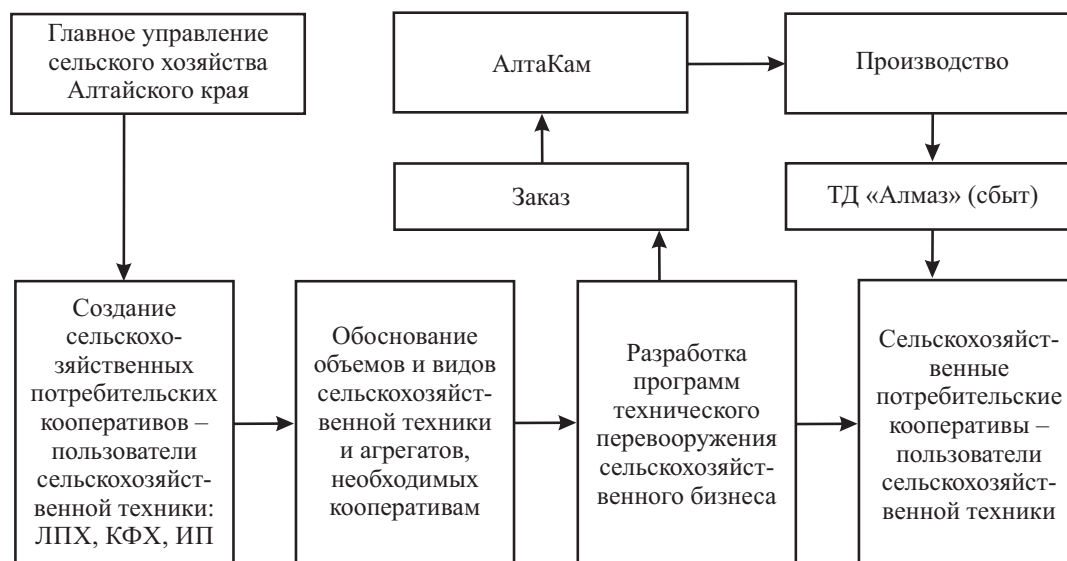 Главное управление
сельского хозяйства
Алтайского края
АлтаКам
Производство
Заказ
ТД «Алмаз» (сбыт)
Создание
сельскохо-
зяйственных
потребительских
кооперативов –
пользователи
сельскохозяйст-
венной техники:
ЛПХ, КФХ, ИП
Обоснование
объемов и видов
сельскохозяйст-
венной техники
и агрегатов,
необходимых
кооперативам
Разработка
программ
технического
перевооружения
сельскохозяйст-
венного бизнеса
Сельскохозяйст-
венные
потребительские
кооперативы –
пользователи
сельскохозяйст-
венной техники